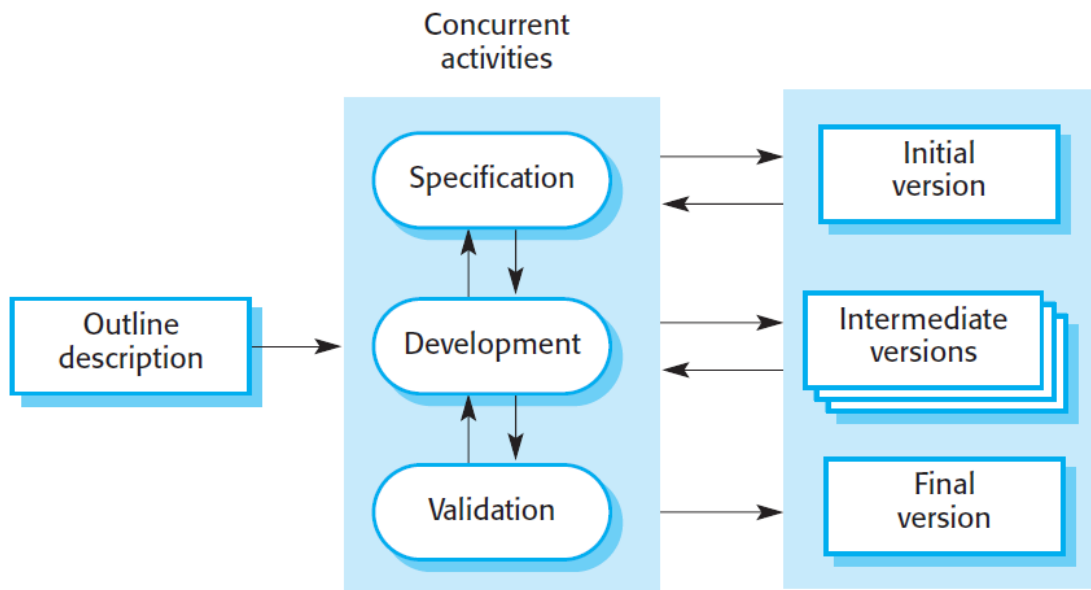 Concurrent
activities
Specification
Initial
version
Outline
description
Development
Intermediate
versions
Validation
Final
version